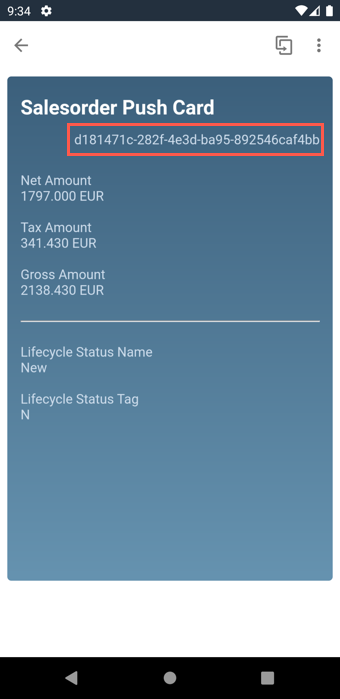 9:34
Salesorder Push Card
d181471c-282f-4e3d-ba95-892546caf4bb
Net Amount
1797.000 EUR
Tax Amount
341.430 EUR
Gross Amount
2138.430 EUR
Lifecycle Status Name
New
Lifecycle Status Tag
N